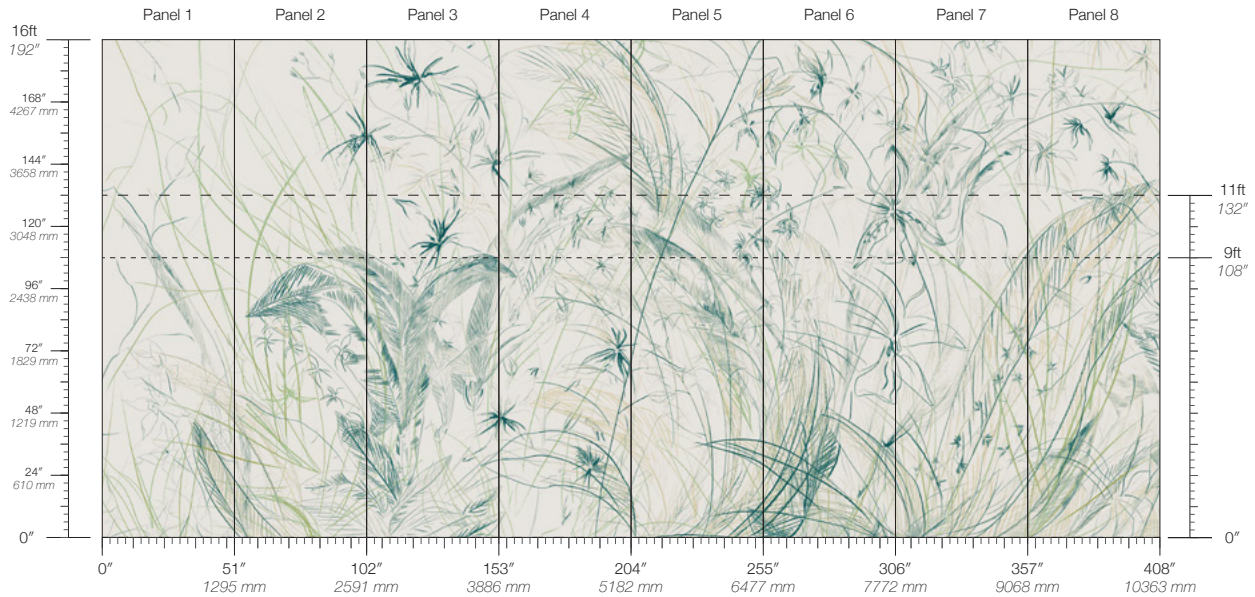 Panel 1 Panel 2 Panel 3 Panel 4 Panel 5 Panel 6 Panel 7 Panel 8
16ft
192"
168"
4267 mm
144"
3658 mm
120"
3048 mm
96"
2438 mm
72"
1829 mm
48"
1219 mm
24"
610 mm
0"
11ft
132"
9ft
108"
0"
0" 51" 102" 153" 204" 255" 306" 357" 408"
1295 mm 2591 mm 3886 mm 5182 mm 6477 mm 7772 mm 9068 mm 10363 mm